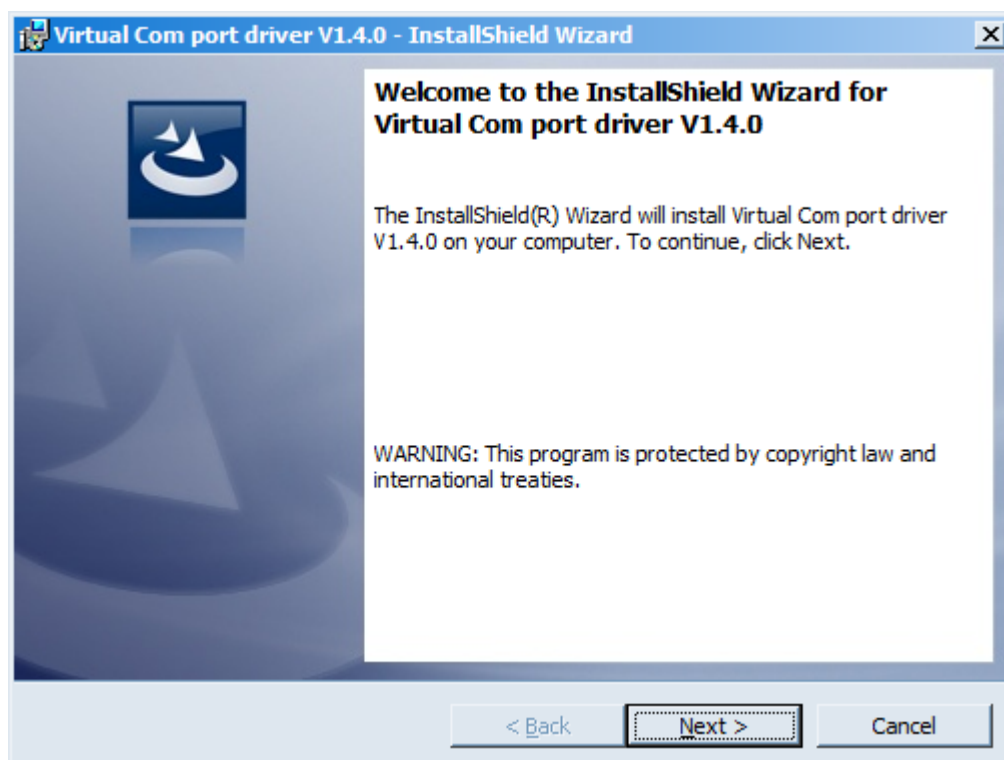 Virtual Com port driver V1.4.0 - InstallShield Wizard
Welcome to the InstallShield Wizard for
Virtual Com port driver V1.4.0
The InstallShield(R) Wizard will install Virtual Com port driver
V1.4.0 on your computer. To continue, click Next.
WARNING: This program is protected by copyright law and
international treaties.
< Back
Next >
Cancel